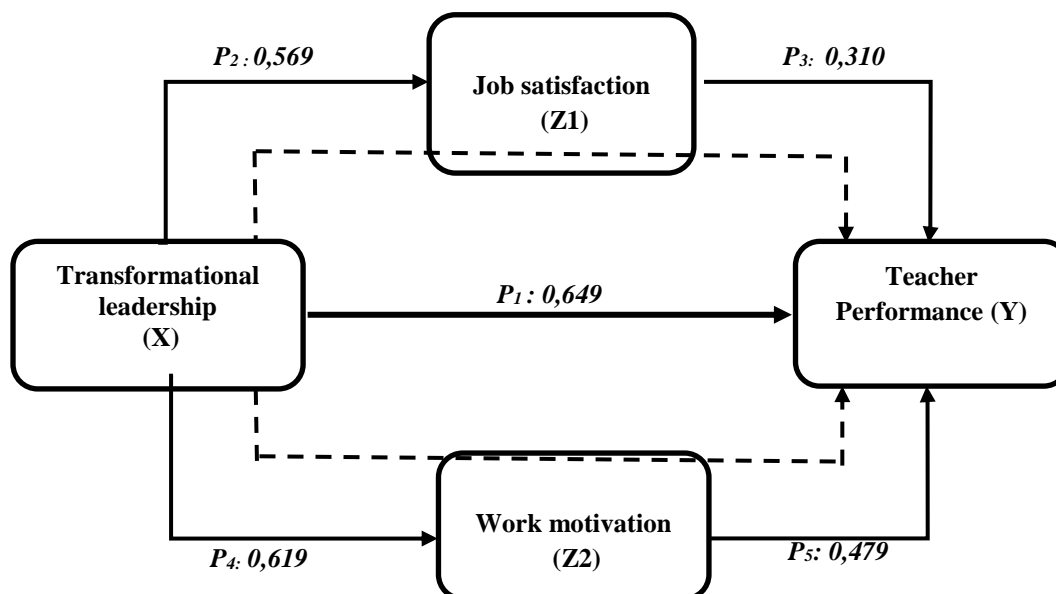 P2 : 0,569
P3: 0,310
Job satisfaction
(Z1)
Transformational
leadership
(X)
P1 : 0,649
Teacher
Performance (Y)
Work motivation
(Z2)
P4: 0,619
P5: 0,479